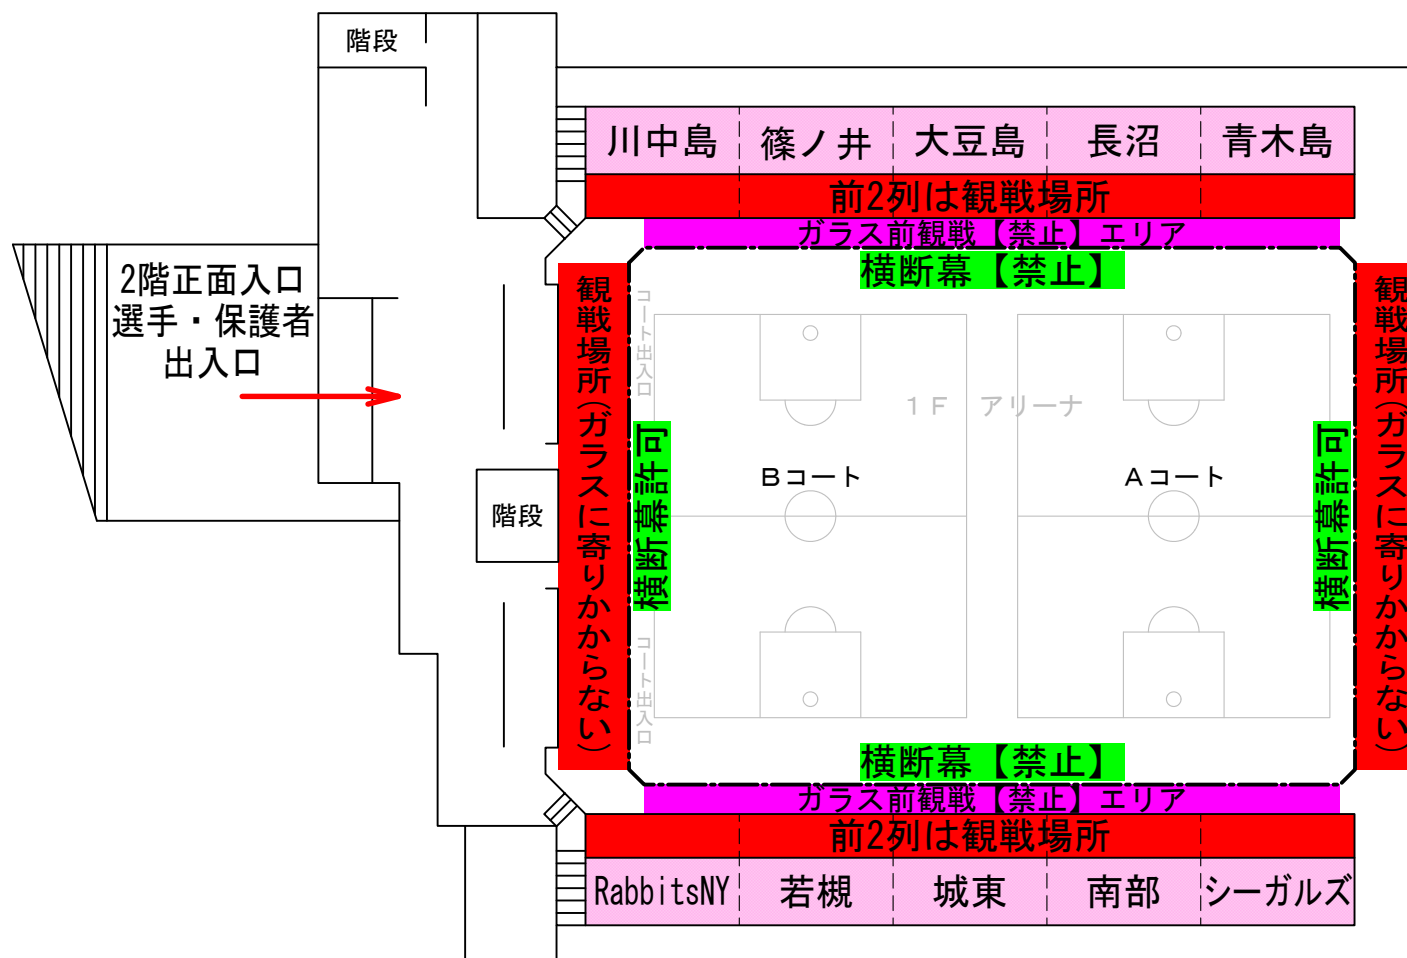 階段
川中島
篠ノ井
大豆島
長沼
青木島
前2列は観戦場所
ガラス前観戦【禁止】エリア
横断幕【禁止】
2階正面入口
選手・保護者
出入口
観戦場所(ガラスに寄りかからない)
コート出入口
1F アリーナ
観戦場所(ガラスに寄りかからない)
横断幕許可
Bコート
Aコート
横断幕許可
階段
コート出入口
横断幕【禁止】
ガラス前観戦【禁止】エリア
前2列は観戦場所
RabbitsNY
若槻
城東
南部
シーガルズ